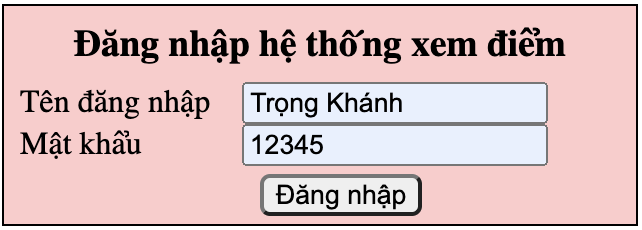 Đăng nhập hệ thống xem điểm
Tên đăng nhập Trọng Khánh
Mật khẩu 12345
Đăng nhập